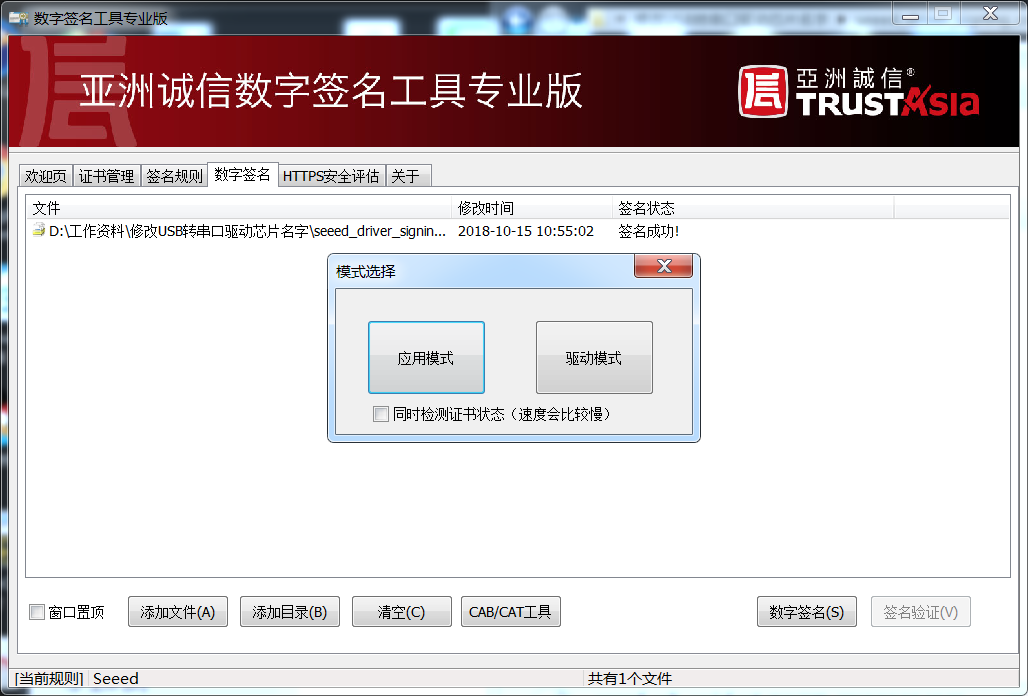 数字签名工具专业版
亚洲诚信数字签名工具专业版
亞洲誠信®
TRUSTAsia
欢迎页 证书管理 签名规则 数字签名 HTTPS安全评估 关于
文件 修改时间 签名状态
D:\工作资料\修改USB转串口驱动芯片名字\seeed_driver_signin... 2018-10-15 10:55:02 签名成功!
模式选择
应用模式 驱动模式
同时检测证书状态（速度会比较慢）
窗口置顶 添加文件(A) 添加目录(B) 清空(C) CAB/CAT工具 数字签名(S) 签名验证(V)
[当前规则] Seeed 共有1个文件